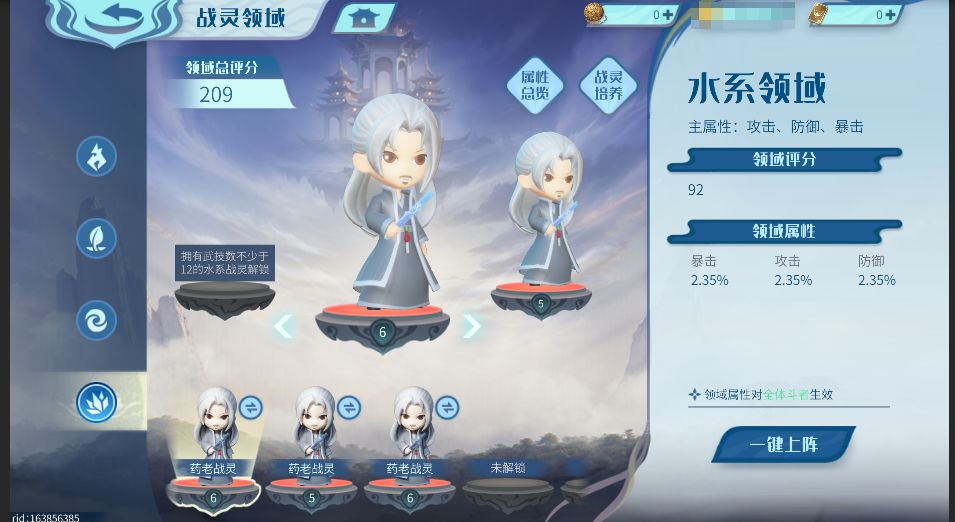 战灵领域
0
0
领域总评分
209
属性
总览
战灵
培养
水系领域
主属性：攻击、防御、暴击
领域评分
92
领域属性
暴击 攻击 防御
2.35% 2.35% 2.35%
拥有武技数不少于
12的水系战灵解锁
6
5
领域属性对全体斗者生效
一键上阵
药老战灵
6
药老战灵
5
药老战灵
6
未解锁
rid:163856385